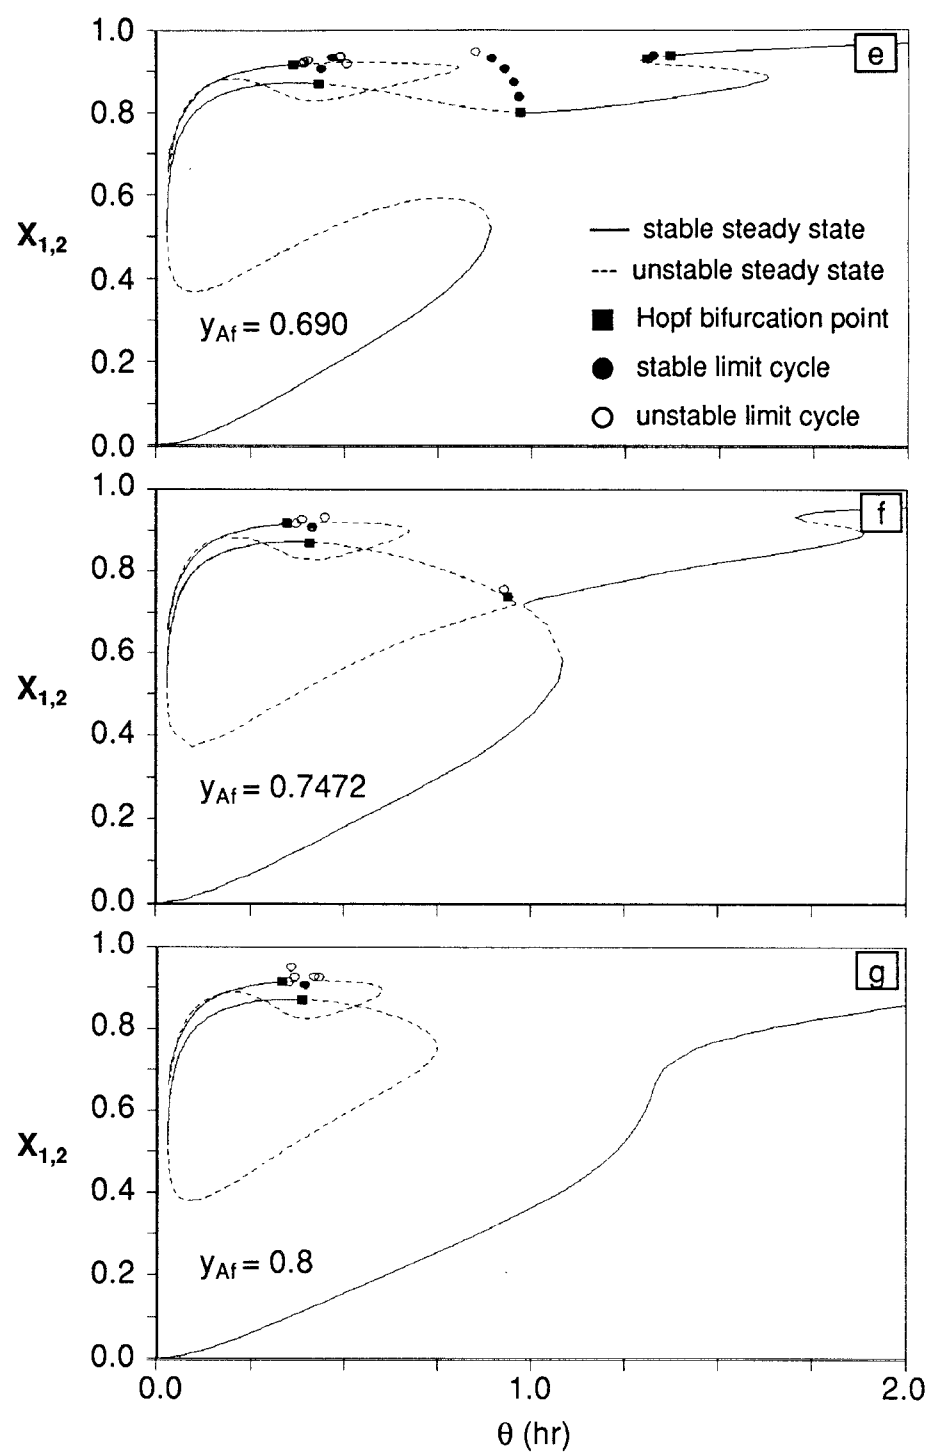 1.0
e
0.8
0.6
X1,2
stable steady state
unstable steady state
0.4
yAf = 0.690
Hopf bifurcation point
0.2
stable limit cycle
unstable limit cycle
0.0
1.0
f
0.8
0.6
X1,2
0.4
yAf = 0.7472
0.2
0.0
1.0
g
0.8
0.6
X1,2
0.4
yAf = 0.8
0.2
0.0
0.0 1.0 2.0
θ (hr)